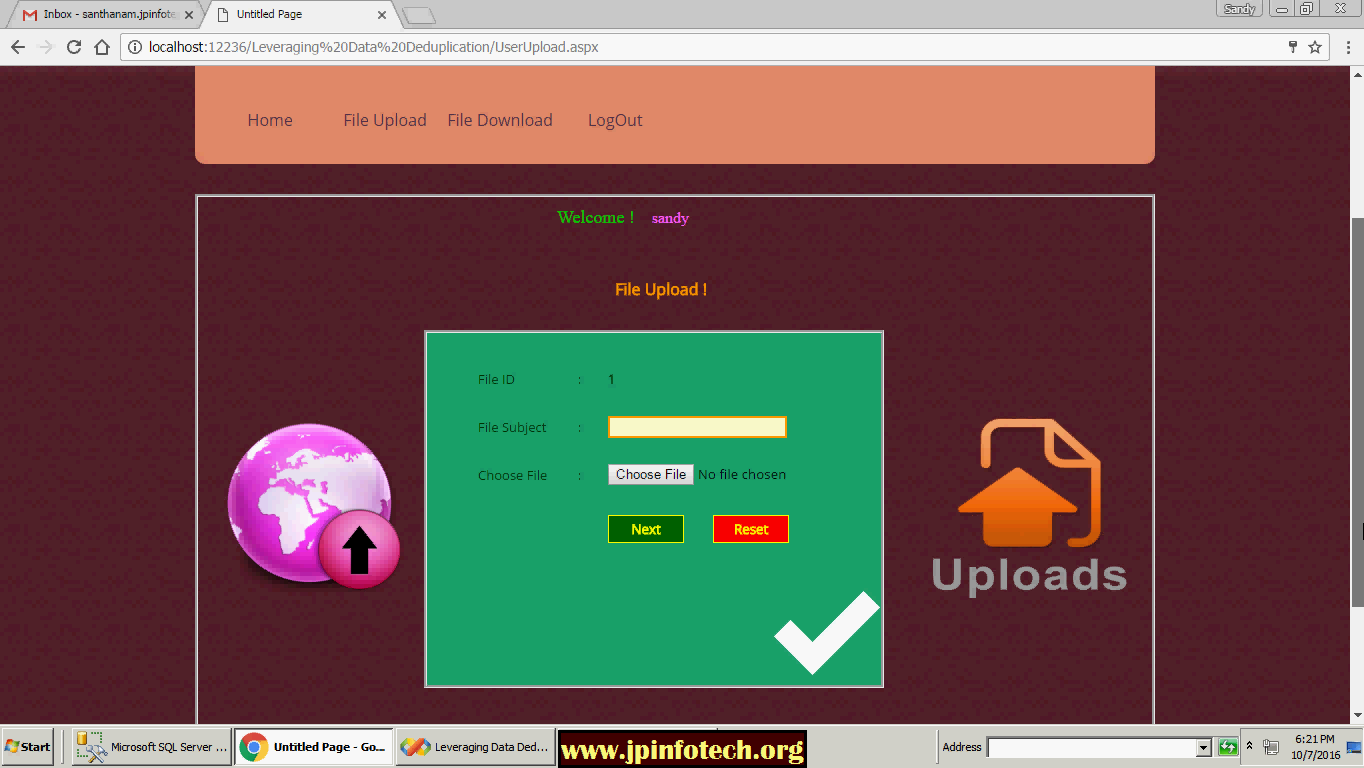 Inbox - santhanam.jpinfote
Untitled Page
Sandy
localhost:12236/Leveraging%20Data%20Deduplication/UserUpload.aspx
Home File Upload File Download LogOut
Welcome ! sandy
File Upload !
File ID : 1
File Subject :
Choose File : Choose File No file chosen
Next Reset
Uploads
Start Microsoft SQL Server ... Untitled Page - Go... Leveraging Data Ded... www.jpinfotech.org Address 6:21 PM
10/7/2016